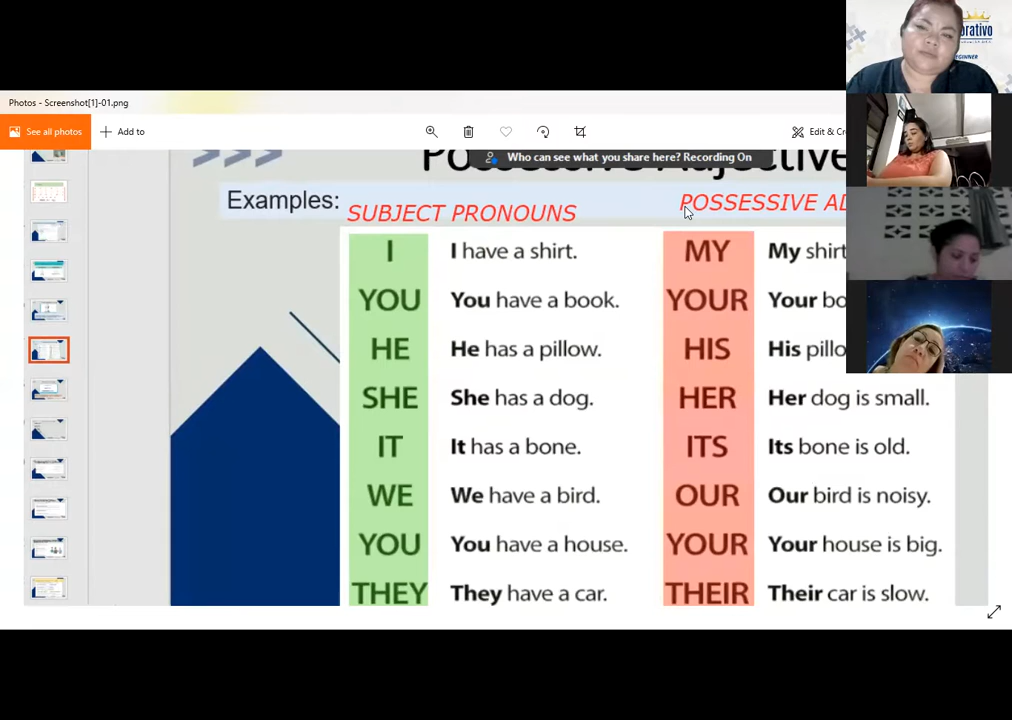 orativo
GINNER
Photos - Screenshot[1]-01.png
See all photos
Add to
Edit & Cr
Possessive Adjective
Who can see what you share here? Recording On
Examples:
SUBJECT PRONOUNS
POSSESSIVE AD
I I have a shirt. MY My shirt
YOU You have a book. YOUR Your bo
HE He has a pillow. HIS His pillo
SHE She has a dog. HER Her dog is small.
IT It has a bone. ITS Its bone is old.
WE We have a bird. OUR Our bird is noisy.
YOU You have a house. YOUR Your house is big.
THEY They have a car. THEIR Their car is slow.